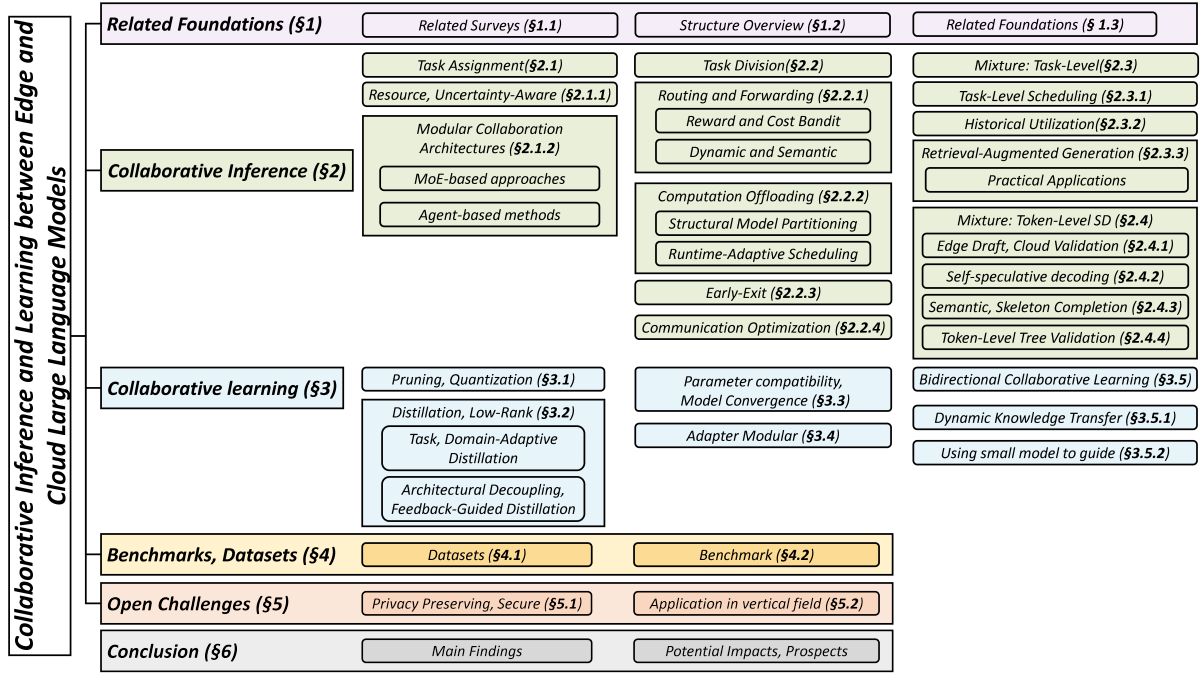 Collaborative Inference and Learning between Edge and
Cloud Large Language Models
Related Foundations (§1)
Related Surveys (§1.1)
Structure Overview (§1.2)
Related Foundations (§ 1.3)
Collaborative Inference (§2)
Task Assignment(§2.1)
Resource, Uncertainty-Aware (§2.1.1)
Modular Collaboration
Architectures (§2.1.2)
MoE-based approaches
Agent-based methods
Task Division(§2.2)
Routing and Forwarding (§2.2.1)
Reward and Cost Bandit
Dynamic and Semantic
Computation Offloading (§2.2.2)
Structural Model Partitioning
Runtime-Adaptive Scheduling
Early-Exit (§2.2.3)
Communication Optimization (§2.2.4)
Mixture: Task-Level(§2.3)
Task-Level Scheduling (§2.3.1)
Historical Utilization(§2.3.2)
Retrieval-Augmented Generation (§2.3.3)
Practical Applications
Mixture: Token-Level SD (§2.4)
Edge Draft, Cloud Validation (§2.4.1)
Self-speculative decoding (§2.4.2)
Semantic, Skeleton Completion (§2.4.3)
Token-Level Tree Validation (§2.4.4)
Collaborative learning (§3)
Pruning, Quantization (§3.1)
Distillation, Low-Rank (§3.2)
Task, Domain-Adaptive
Distillation
Architectural Decoupling,
Feedback-Guided Distillation
Parameter compatibility,
Model Convergence (§3.3)
Adapter Modular (§3.4)
Bidirectional Collaborative Learning (§3.5)
Dynamic Knowledge Transfer (§3.5.1)
Using small model to guide (§3.5.2)
Benchmarks, Datasets (§4)
Datasets (§4.1)
Benchmark (§4.2)
Open Challenges (§5)
Privacy Preserving, Secure (§5.1)
Application in vertical field (§5.2)
Conclusion (§6)
Main Findings
Potential Impacts, Prospects